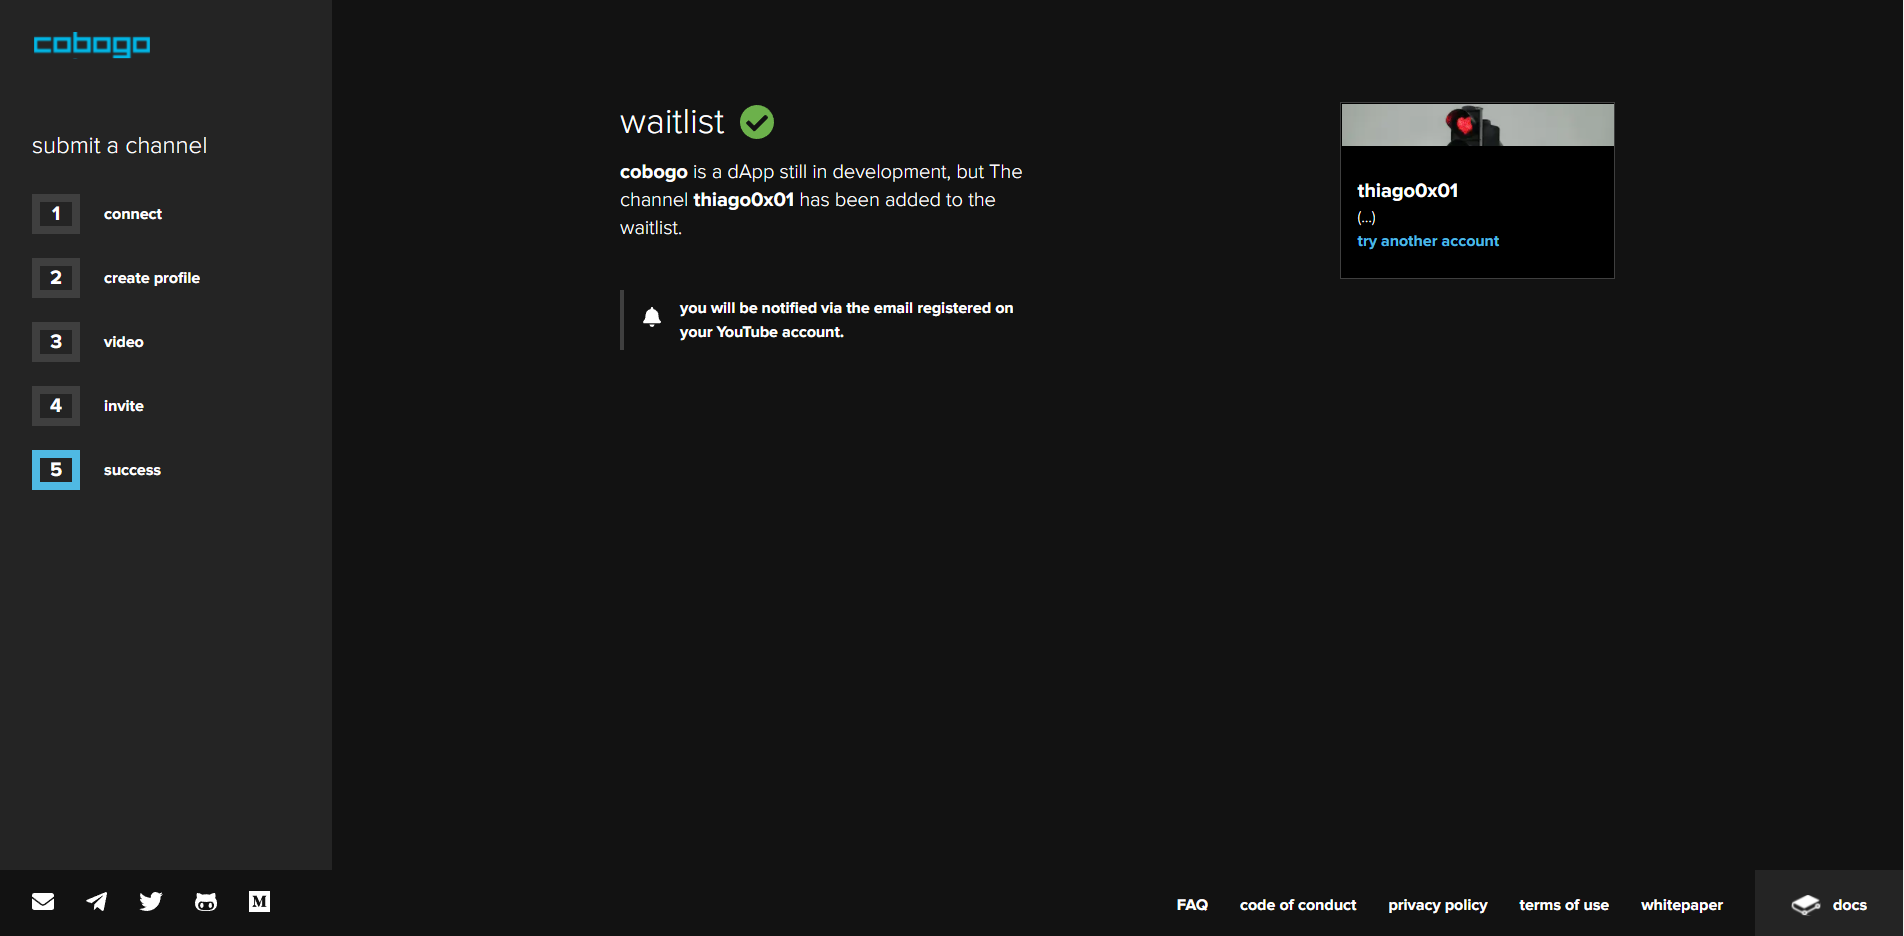 cobogo
submit a channel
1 connect
2 create profile
3 video
4 invite
5 success
waitlist
cobogo is a dApp still in development, but The
channel thiago0x01 has been added to the
waitlist.
you will be notified via the email registered on
your YouTube account.
thiago0x01
(...)
try another account
M
FAQ code of conduct privacy policy terms of use whitepaper docs